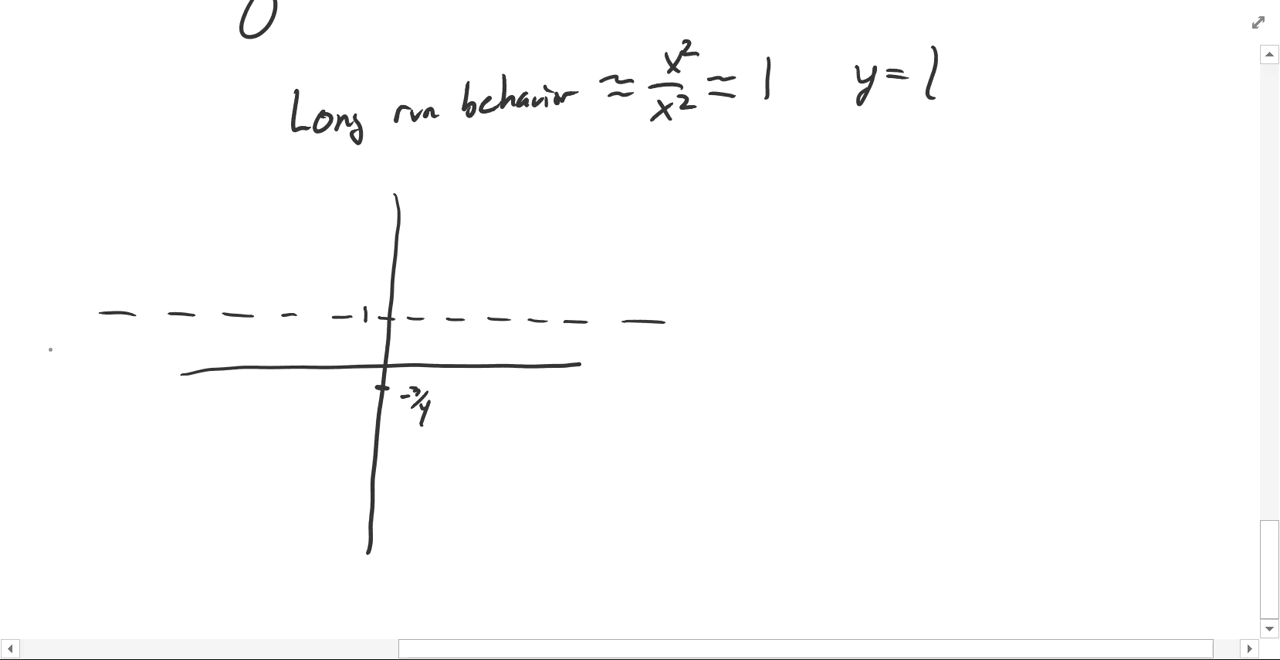 Long run behavior ≈ x²/x² ≈ 1 y = 1
1
-3/4